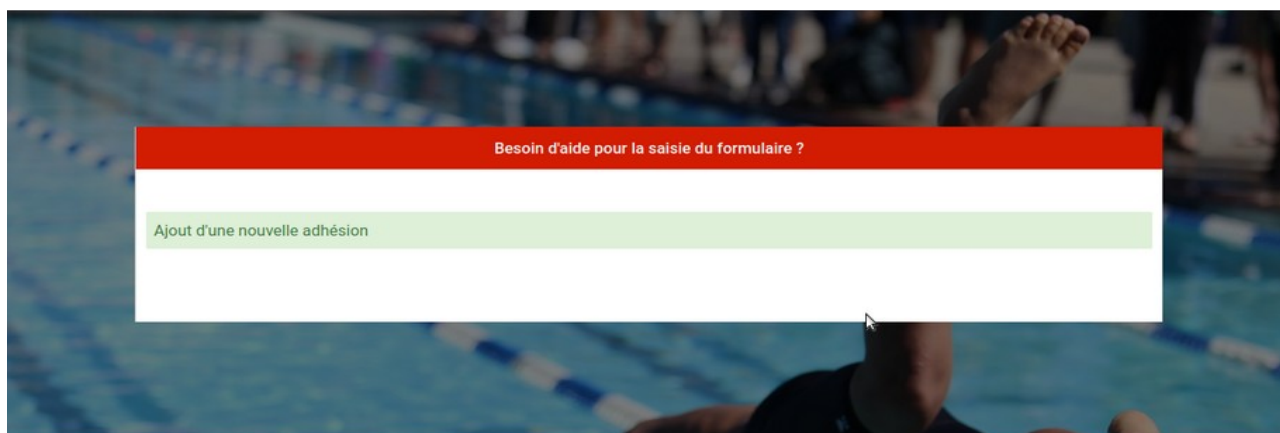 Besoin d'aide pour la saisie du formulaire ?
Ajout d'une nouvelle adhésion